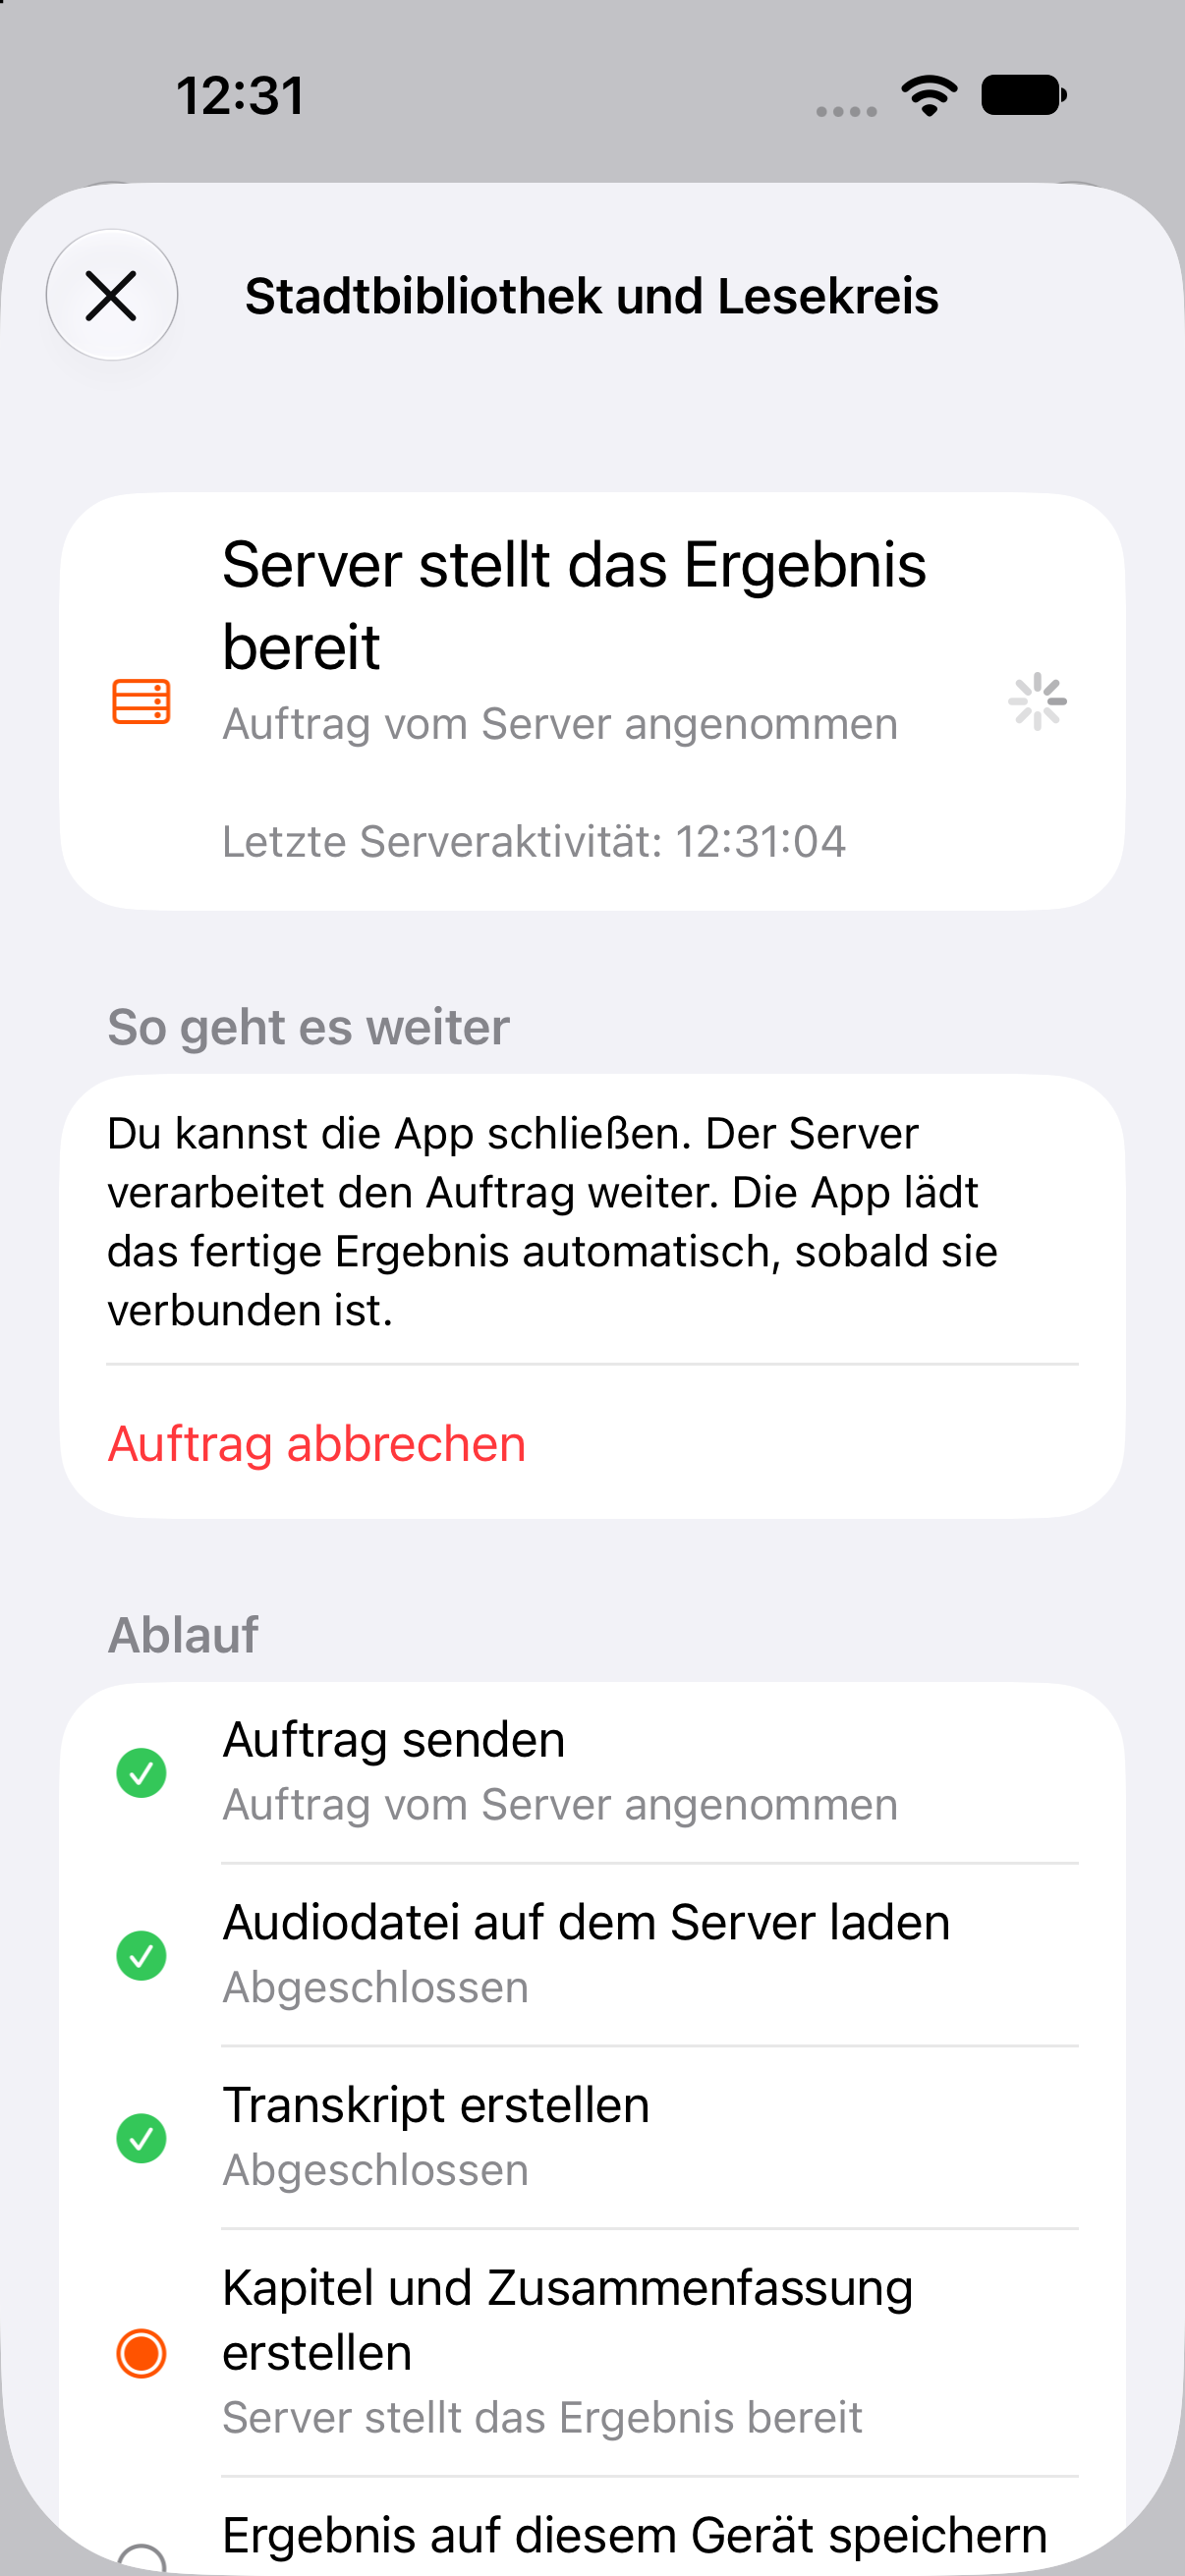 12:31
Stadtbibliothek und Lesekreis
Server stellt das Ergebnis
bereit
Auftrag vom Server angenommen
Letzte Serveraktivität: 12:31:04
So geht es weiter
Du kannst die App schließen. Der Server
verarbeitet den Auftrag weiter. Die App lädt
das fertige Ergebnis automatisch, sobald sie
verbunden ist.
Auftrag abbrechen
Ablauf
Auftrag senden
Auftrag vom Server angenommen
Audiodatei auf dem Server laden
Abgeschlossen
Transkript erstellen
Abgeschlossen
Kapitel und Zusammenfassung
erstellen
Server stellt das Ergebnis bereit
Ergebnis auf diesem Gerät speichern